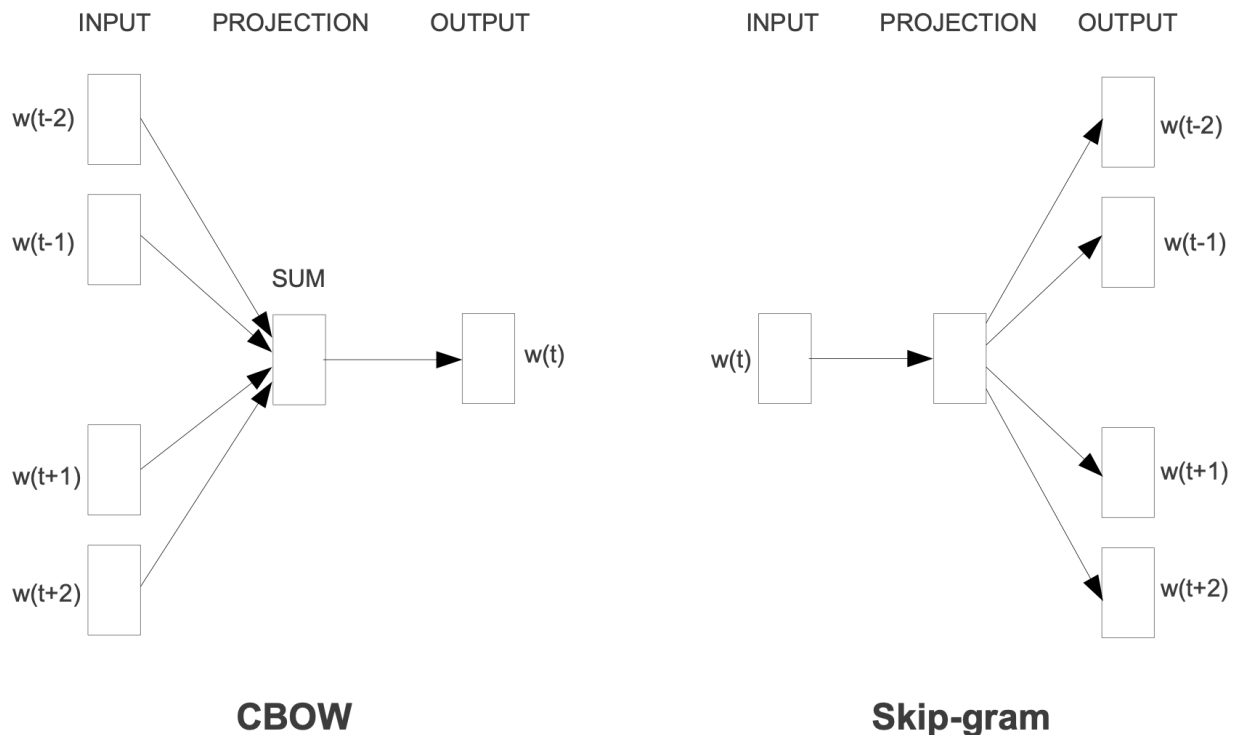 INPUT PROJECTION OUTPUT
w(t-2)
w(t-1)
SUM
w(t)
w(t+1)
w(t+2)
CBOW
INPUT PROJECTION OUTPUT
w(t-2)
w(t-1)
w(t)
w(t+1)
w(t+2)
Skip-gram